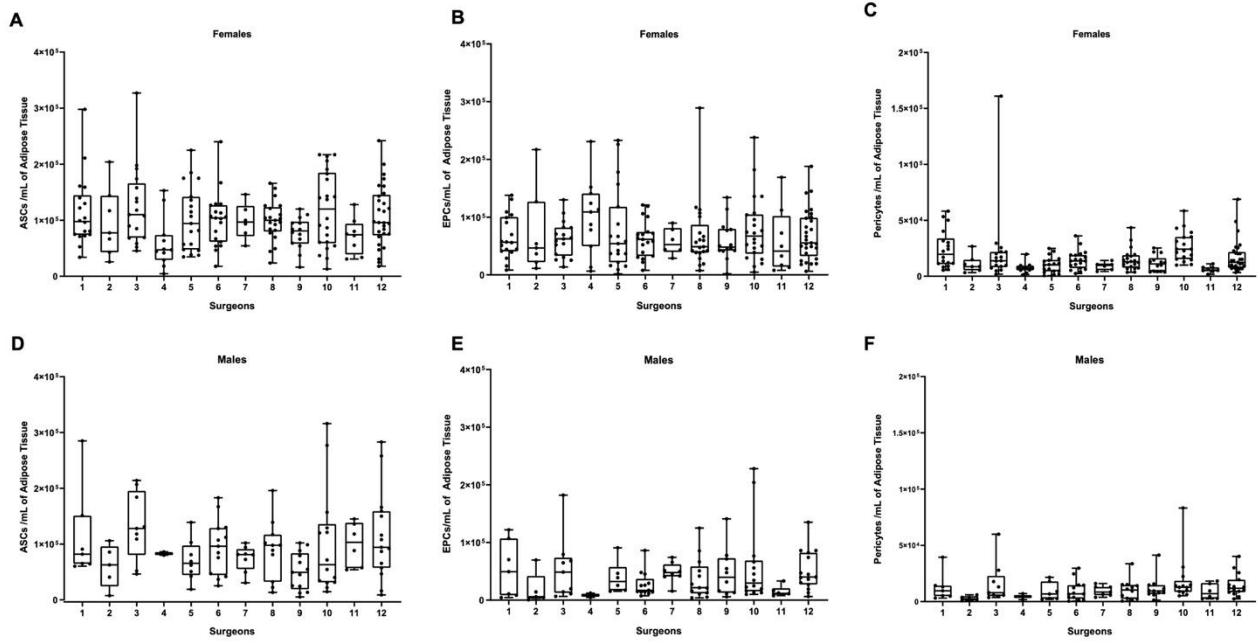 A
Females
ASCs /mL of Adipose Tissue
4×10⁵
3×10⁵
2×10⁵
1×10⁵
0
1 2 3 4 5 6 7 8 9 10 11 12
Surgeons
B
Females
EPCs/mL of Adipose Tissue
4×10⁵
3×10⁵
2×10⁵
1×10⁵
0
1 2 3 4 5 6 7 8 9 10 11 12
Surgeons
C
Females
Pericytes /mL of Adipose Tissue
2×10⁵
1.5×10⁵
1×10⁵
5×10⁴
0
1 2 3 4 5 6 7 8 9 10 11 12
Surgeons
D
Males
ASCs /mL of Adipose Tissue
4×10⁵
3×10⁵
2×10⁵
1×10⁵
0
1 2 3 4 5 6 7 8 9 10 11 12
Surgeons
E
Males
EPCs/mL of Adipose Tissue
4×10⁵
3×10⁵
2×10⁵
1×10⁵
0
1 2 3 4 5 6 7 8 9 10 11 12
Surgeons
F
Males
Pericytes /mL of Adipose Tissue
2×10⁵
1.5×10⁵
1×10⁵
5×10⁴
0
1 2 3 4 5 6 7 8 9 10 11 12
Surgeons